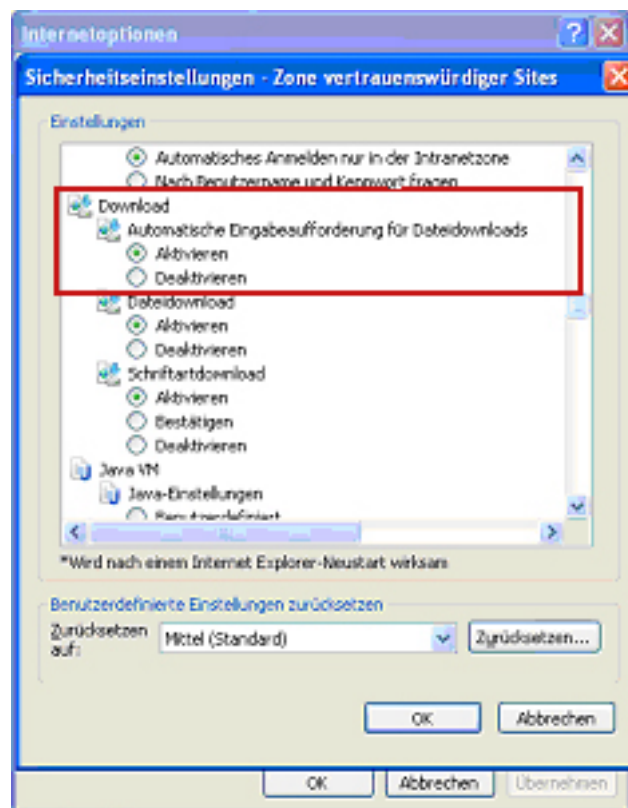 Internetoptionen
Sicherheitseinstellungen - Zone vertrauenswürdiger Sites
Einstellungen
Automatisches Anmelden nur in der Intranetzone
Nach Benutzername und Kennwort fragen
Download
Automatische Eingabeaufforderung für Dateidownloads
Aktivieren
Deaktivieren
Dateidownload
Aktivieren
Deaktivieren
Schriftartdownload
Aktivieren
Bestätigen
Deaktivieren
Java VM
Java-Einstellungen
Benutzerdefiniert
*Wird nach einem Internet Explorer-Neustart wirksam
Benutzerdefinierte Einstellungen zurücksetzen
Zurücksetzen auf: Mittel (Standard) Zurücksetzen...
OK Abbrechen
OK Abbrechen Übernehmen